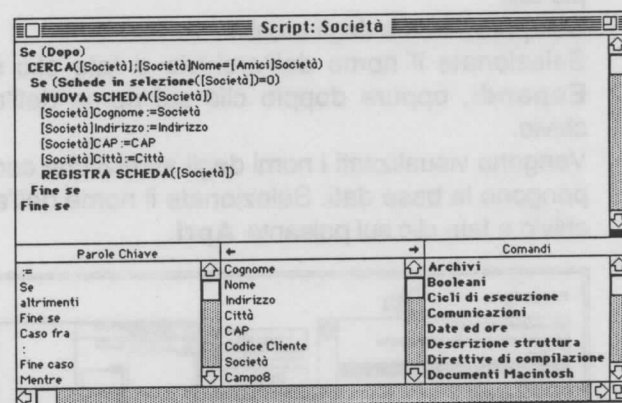 Script: Società
Se (Dopo)
CERCA([Società];[Società]Nome=[Amici]Società)
Se (Schede in selezione([Società])=0)
NUOVA SCHEDA([Società])
[Società]Cognome:=Società
[Società]Indirizzo:=Indirizzo
[Società]CAP:=CAP
[Società]Città:=Città
REGISTRA SCHEDA([Società])
Fine se
Fine se
Parole Chiave
:=
Se
altrimenti
Fine se
Caso fra
:
Fine caso
Mentre
← →
Cognome
Nome
Indirizzo
Città
CAP
Codice Cliente
Società
Campo8
Comandi
Archivi
Booleani
Cicli di esecuzione
Comunicazioni
Date ed ore
Descrizione struttura
Direttive di compilazione
Documenti Macintosh